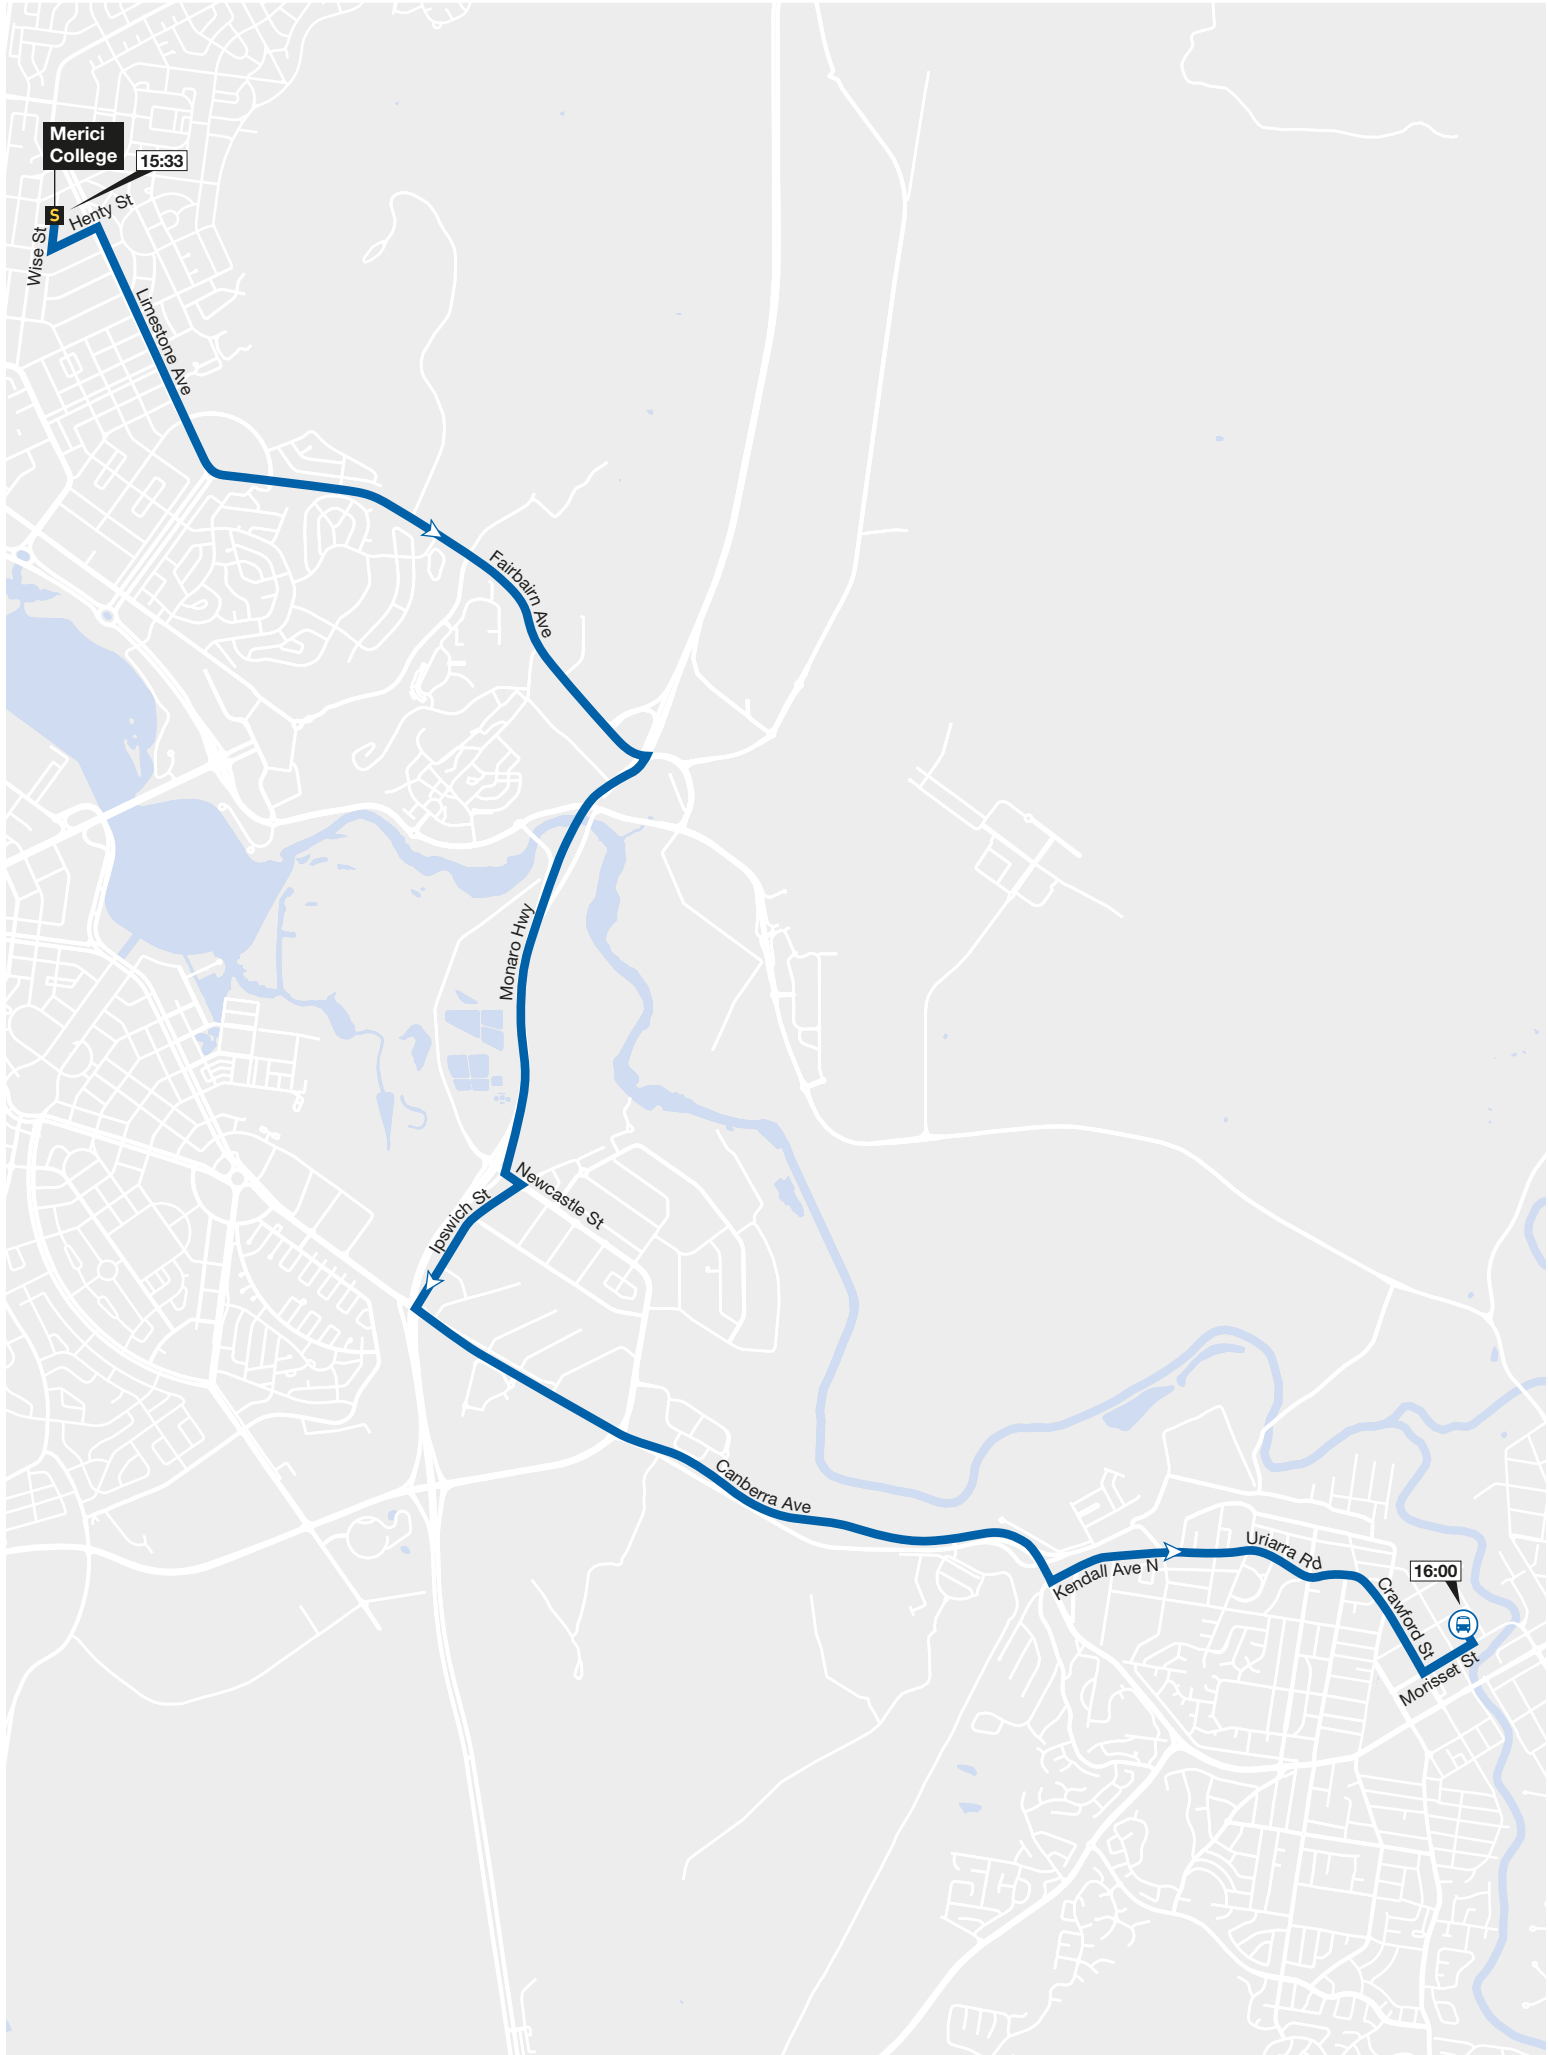 Merici
College
15:33
S
Henty St
Wise St
Limestone Ave
Fairbairn Ave
Monaro Hwy
Newcastle St
Ipswich St
Canberra Ave
Kendall Ave N
Uriarra Rd
16:00
Crawford St
Morisset St